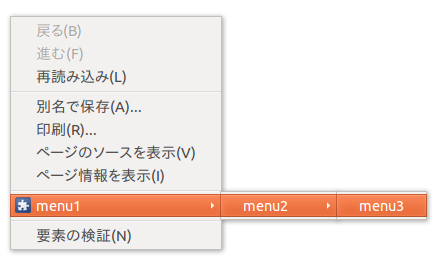 戻る(B)
進む(F)
再読み込み(L)
別名で保存(A)...
印刷(R)...
ページのソースを表示(V)
ページ情報を表示(I)
menu1 menu2 menu3
要素の検証(N)